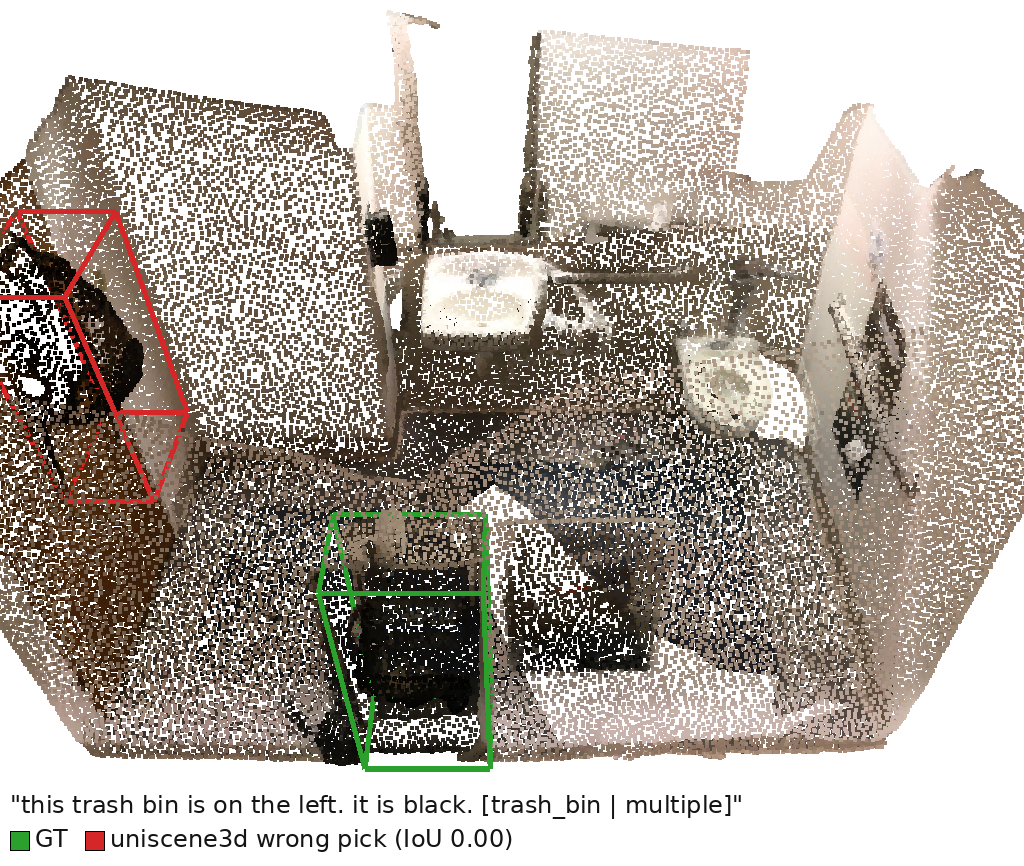 "this trash bin is on the left. it is black. [trash_bin | multiple]"
GT uniscene3d wrong pick (IoU 0.00)